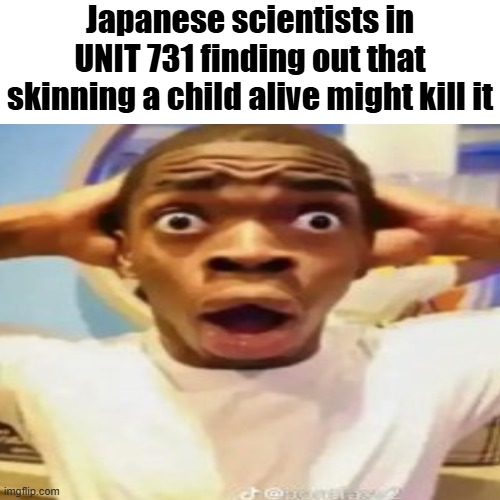 Japanese scientists in
UNIT 731 finding out that
skinning a child alive might kill it
imgflip.com